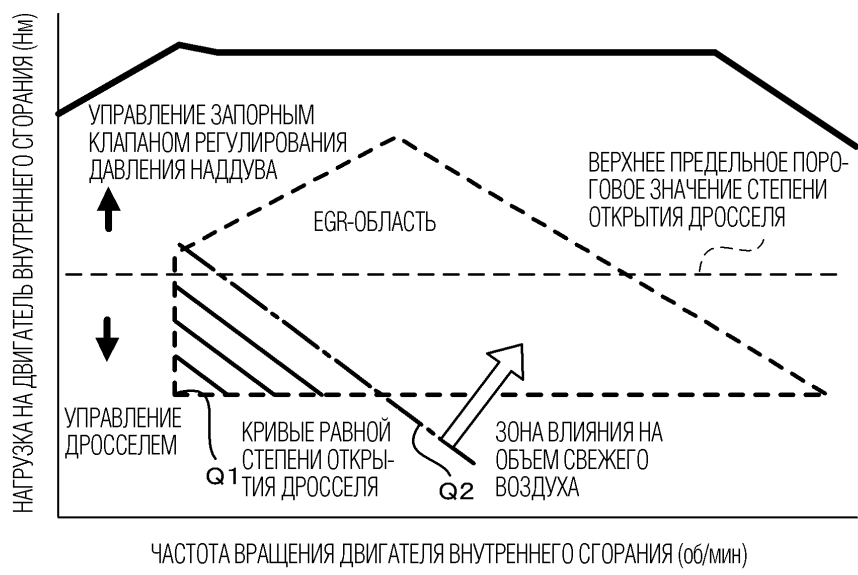 НАГРУЗКА НА ДВИГАТЕЛЬ ВНУТРЕННЕГО СГОРАНИЯ (Нм)
УПРАВЛЕНИЕ ЗАПОРНЫМ
КЛАПАНОМ РЕГУЛИРОВАНИЯ
ДАВЛЕНИЯ НАДДУВА
ВЕРХНЕЕ ПРЕДЕЛЬНОЕ ПОРО-
ГОВОЕ ЗНАЧЕНИЕ СТЕПЕНИ
ОТКРЫТИЯ ДРОССЕЛЯ
EGR-ОБЛАСТЬ
УПРАВЛЕНИЕ
ДРОССЕЛЕМ
Q1
КРИВЫЕ РАВНОЙ
СТЕПЕНИ ОТКРЫ-
ТИЯ ДРОССЕЛЯ
Q2
ЗОНА ВЛИЯНИЯ НА
ОБЪЕМ СВЕЖЕГО
ВОЗДУХА
ЧАСТОТА ВРАЩЕНИЯ ДВИГАТЕЛЯ ВНУТРЕННЕГО СГОРАНИЯ (об/мин)